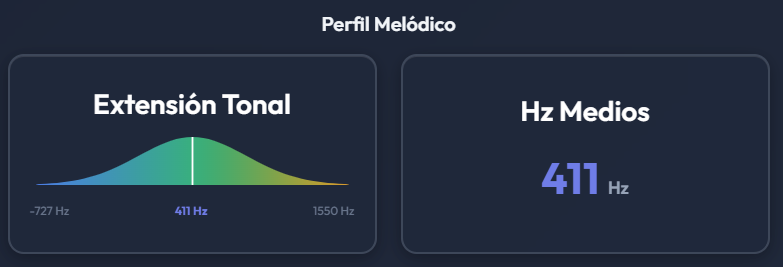 Perfil Melódico
Extensión Tonal
-727 Hz
411 Hz
1550 Hz
Hz Medios
411 Hz